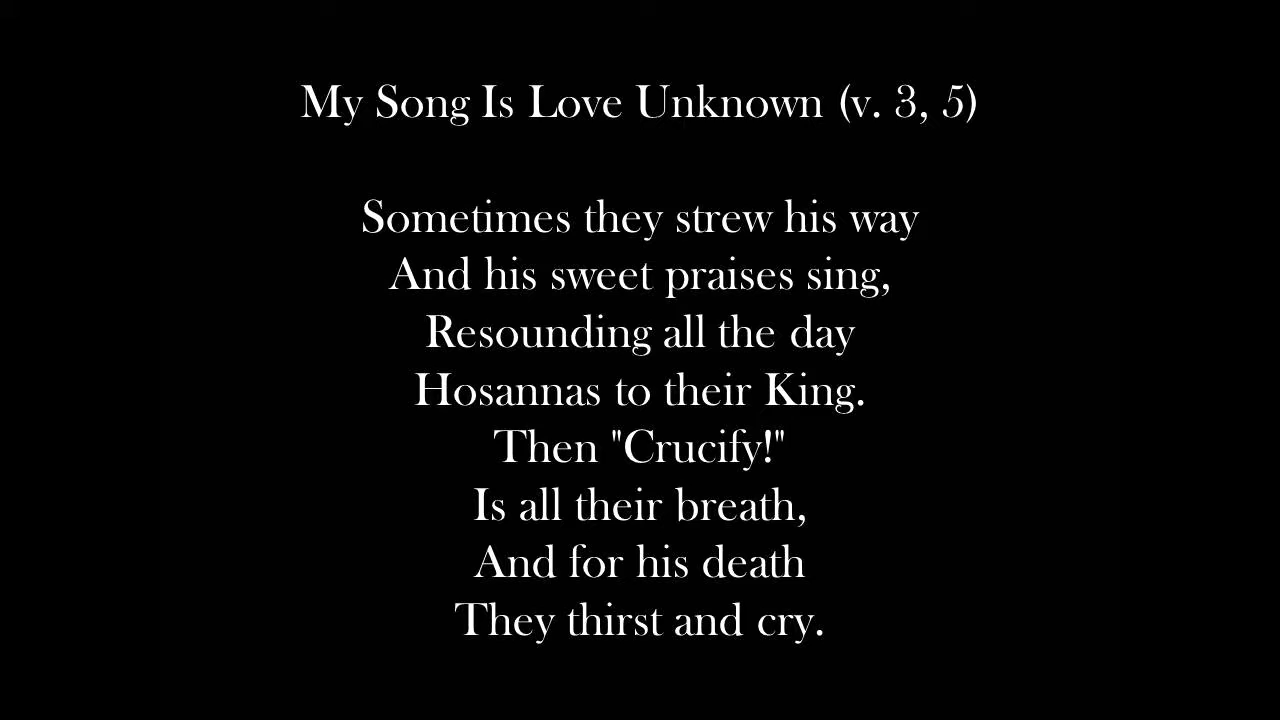 My Song Is Love Unknown (v. 3, 5)
Sometimes they strew his way
And his sweet praises sing,
Resounding all the day
Hosannas to their King.
Then "Crucify!"
Is all their breath,
And for his death
They thirst and cry.